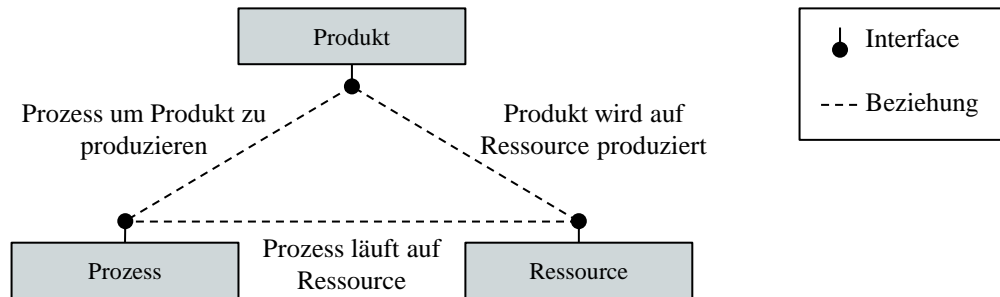 Produkt
Interface
Beziehung
Prozess um Produkt zu
produzieren
Produkt wird auf
Ressource produziert
Prozess läuft auf
Ressource
Prozess
Ressource